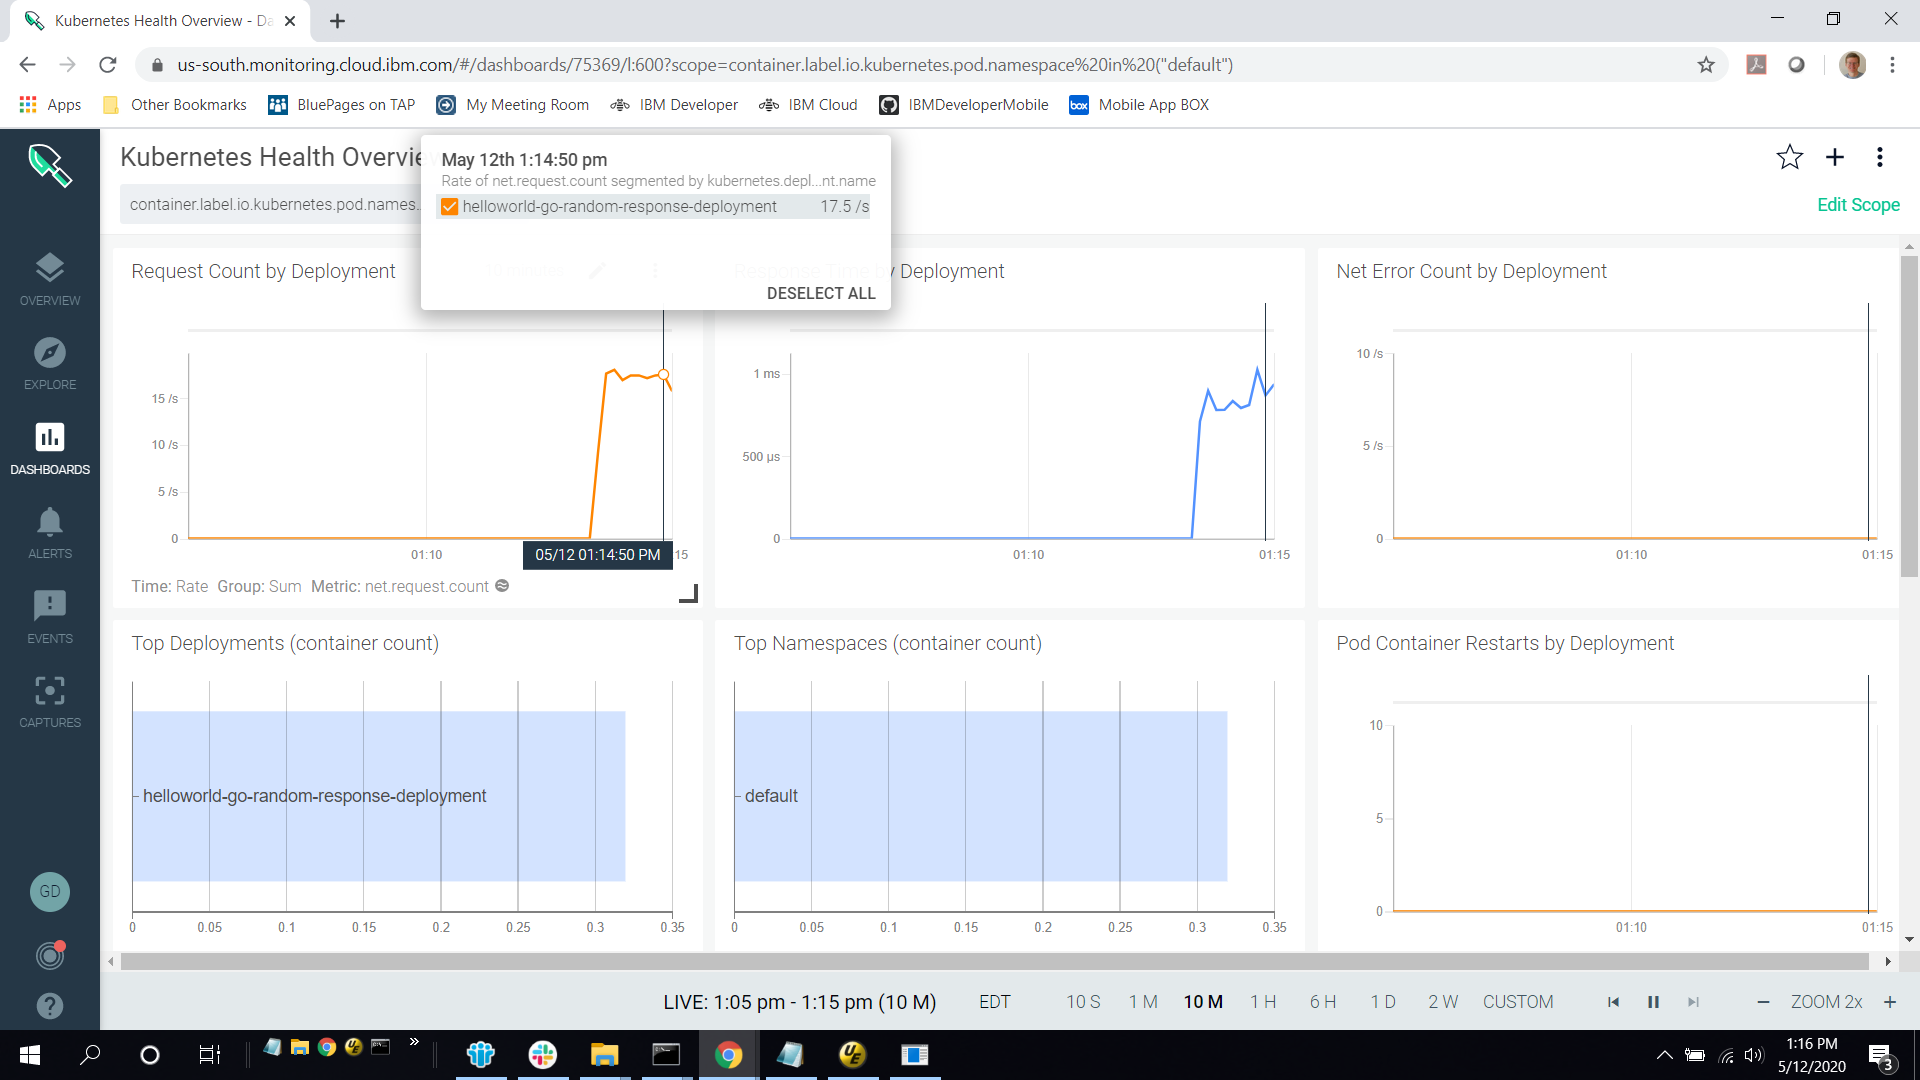 Kubernetes Health Overview - Da
us-south.monitoring.cloud.ibm.com/#/dashboards/75369/l:600?scope=container.label.io.kubernetes.pod.namespace%20in%20("default")
Apps
Other Bookmarks
BluePages on TAP
My Meeting Room
IBM Developer
IBM Cloud
IBMDeveloperMobile
box
Mobile App BOX
Kubernetes Health Overvie
container.label.io.kubernetes.pod.names...
Edit Scope
May 12th 1:14:50 pm
Rate of net.request.count segmented by kubernetes.depl...nt.name
helloworld-go-random-response-deployment 17.5 /s
DESELECT ALL
OVERVIEW
EXPLORE
DASHBOARDS
ALERTS
EVENTS
CAPTURES
GD
Request Count by Deployment
15 /s
10 /s
5 /s
0
01:10
05/12 01:14:50 PM
:15
Time: Rate Group: Sum Metric: net.request.count
Response Time by Deployment
1 ms
500 µs
0
01:10
01:15
Net Error Count by Deployment
10 /s
5 /s
0
01:10
01:15
Top Deployments (container count)
helloworld-go-random-response-deployment
0 0.05 0.1 0.15 0.2 0.25 0.3 0.35
Top Namespaces (container count)
default
0 0.05 0.1 0.15 0.2 0.25 0.3 0.35
Pod Container Restarts by Deployment
10
5
0
01:10
01:15
LIVE: 1:05 pm - 1:15 pm (10 M) EDT 10 S 1 M 10 M 1 H 6 H 1 D 2 W CUSTOM ZOOM 2x
1:16 PM
5/12/2020
3